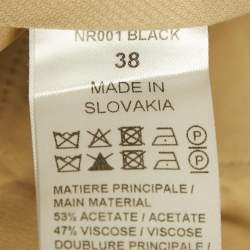 NR001 BLACK
38
MADE IN
SLOVAKIA
P
P
MATIERE PRINCIPALE /
MAIN MATERIAL
53% ACETATE / ACETATE
47% VISCOSE / VISCOSE
DOUBLURE PRINCIPALE /